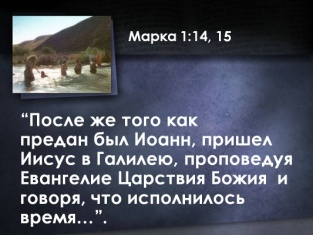 Марка 1:14, 15
“После же того как
предан был Иоанн, пришел
Иисус в Галилею, проповедуя
Евангелие Царствия Божия и
говоря, что исполнилось
время…”.